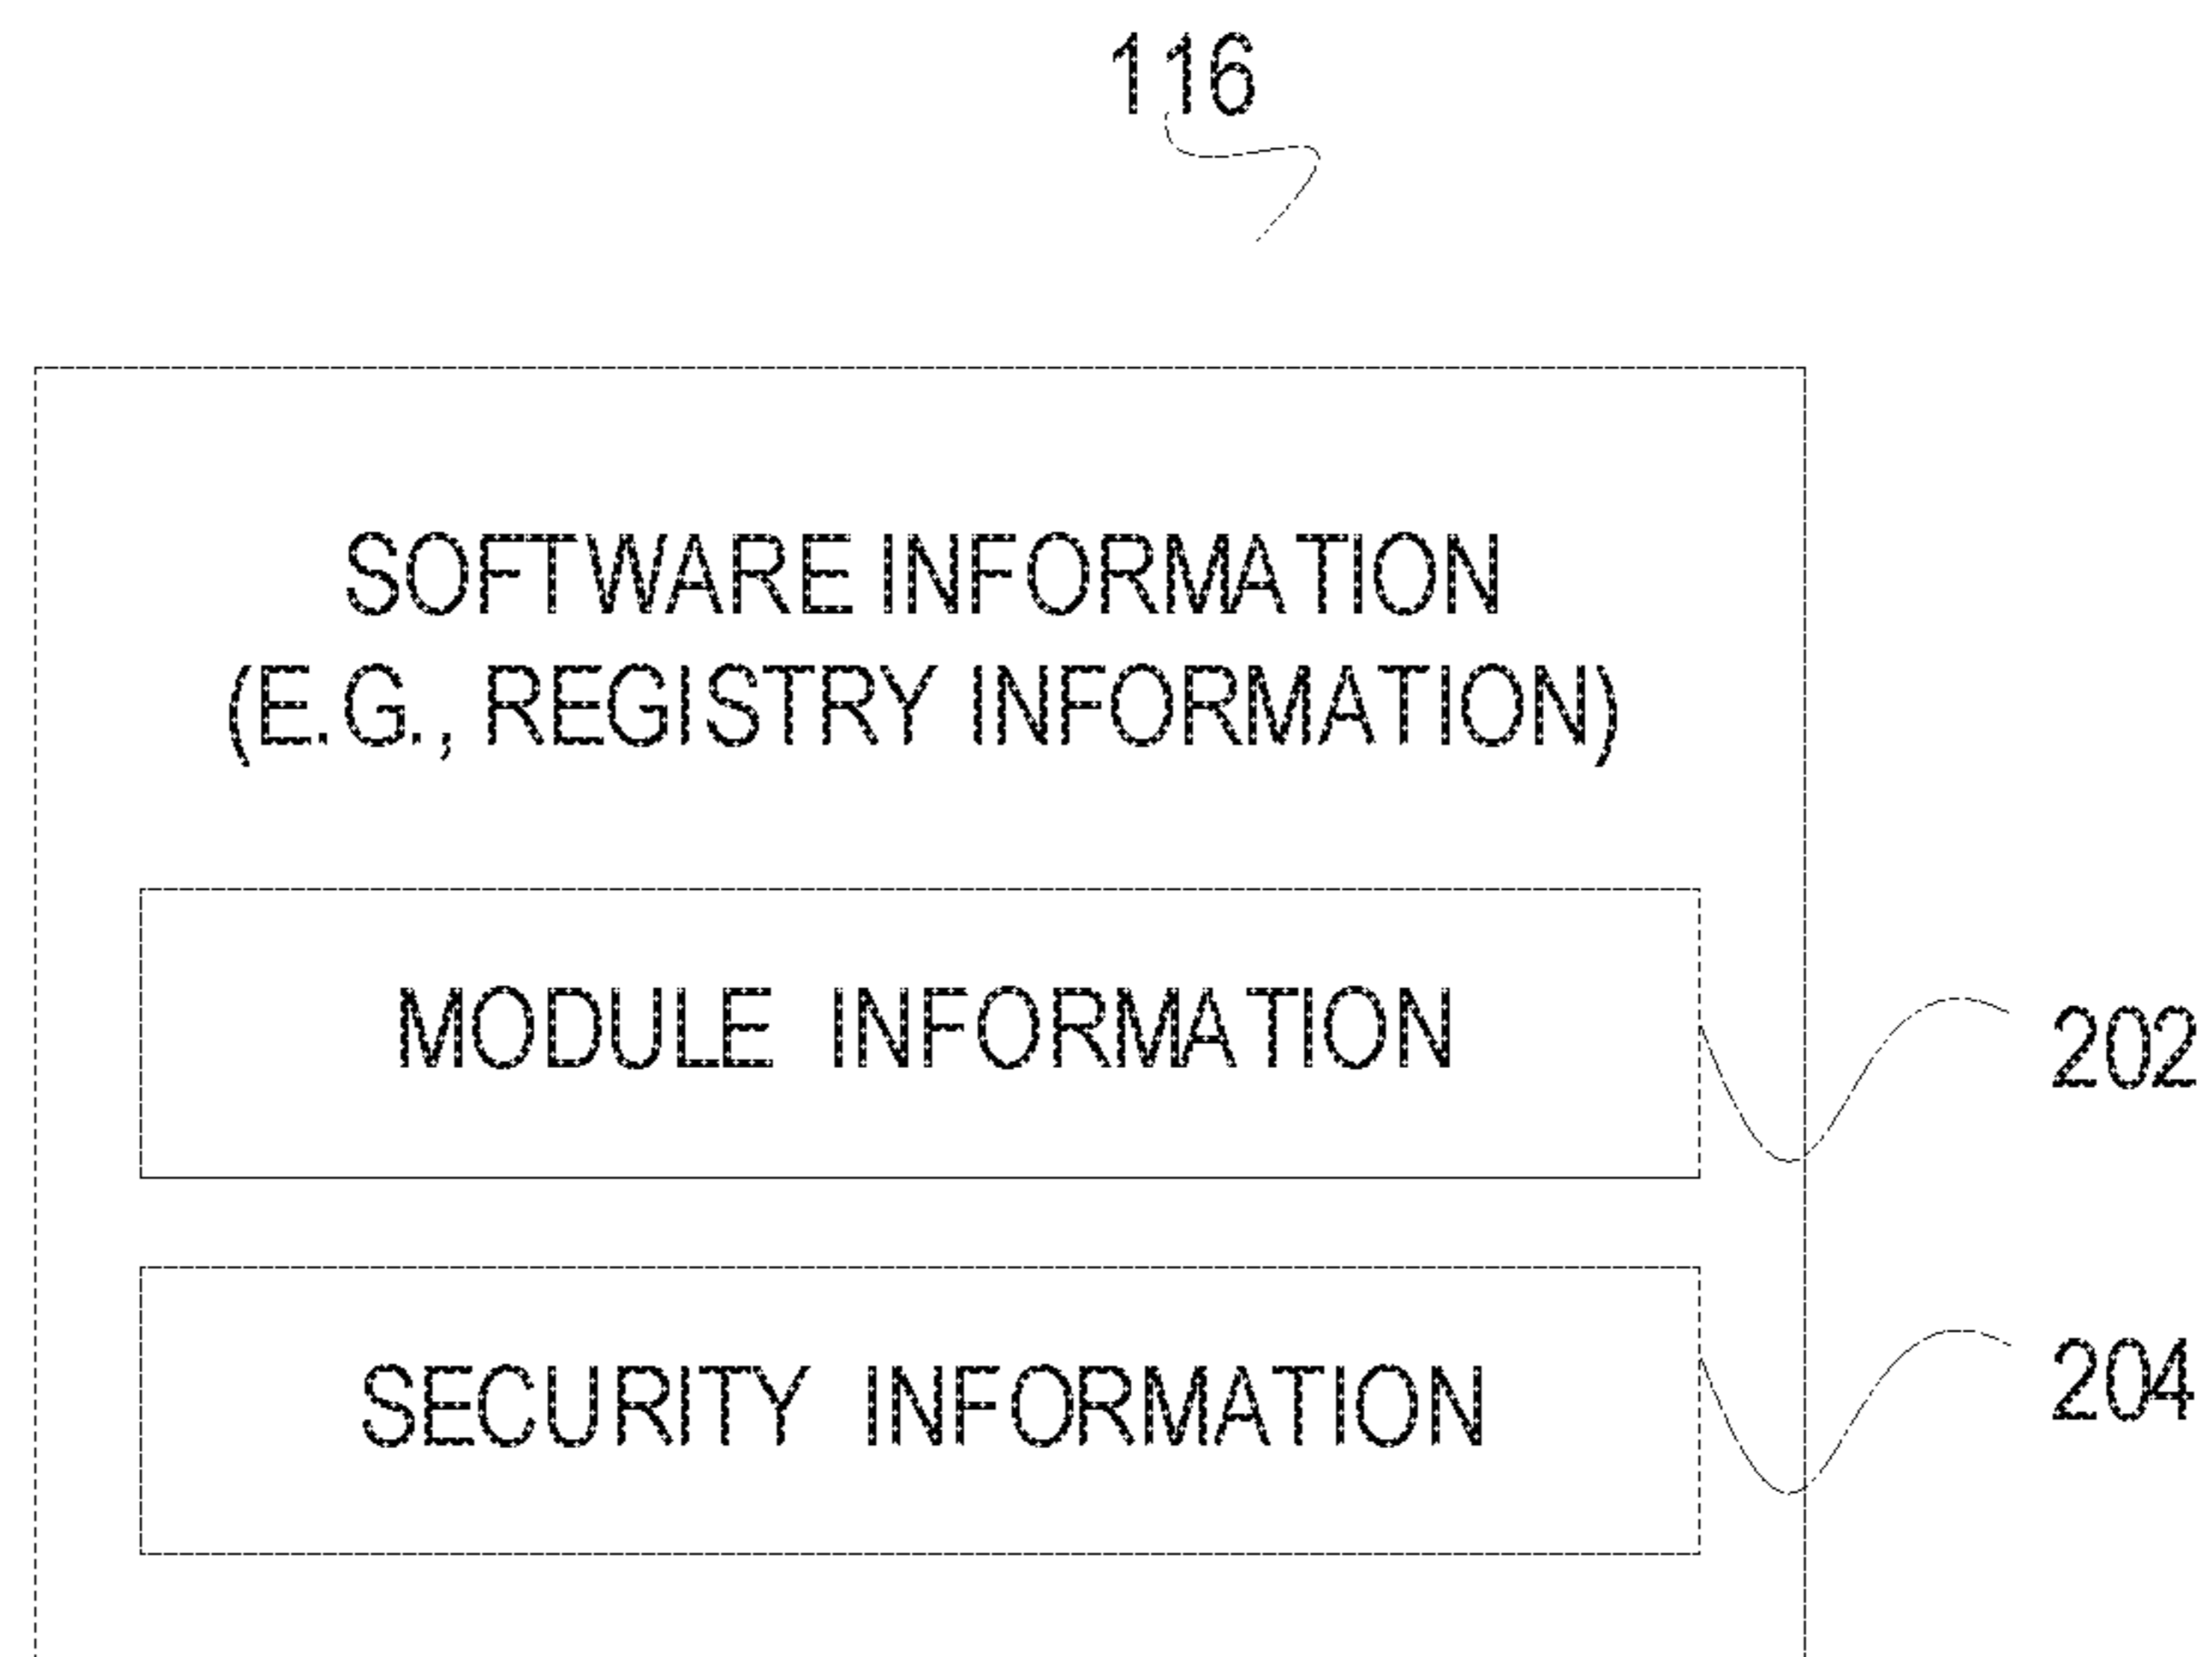 116
SOFTWARE INFORMATION
(E.G., REGISTRY INFORMATION)
MODULE INFORMATION
202
SECURITY INFORMATION
204